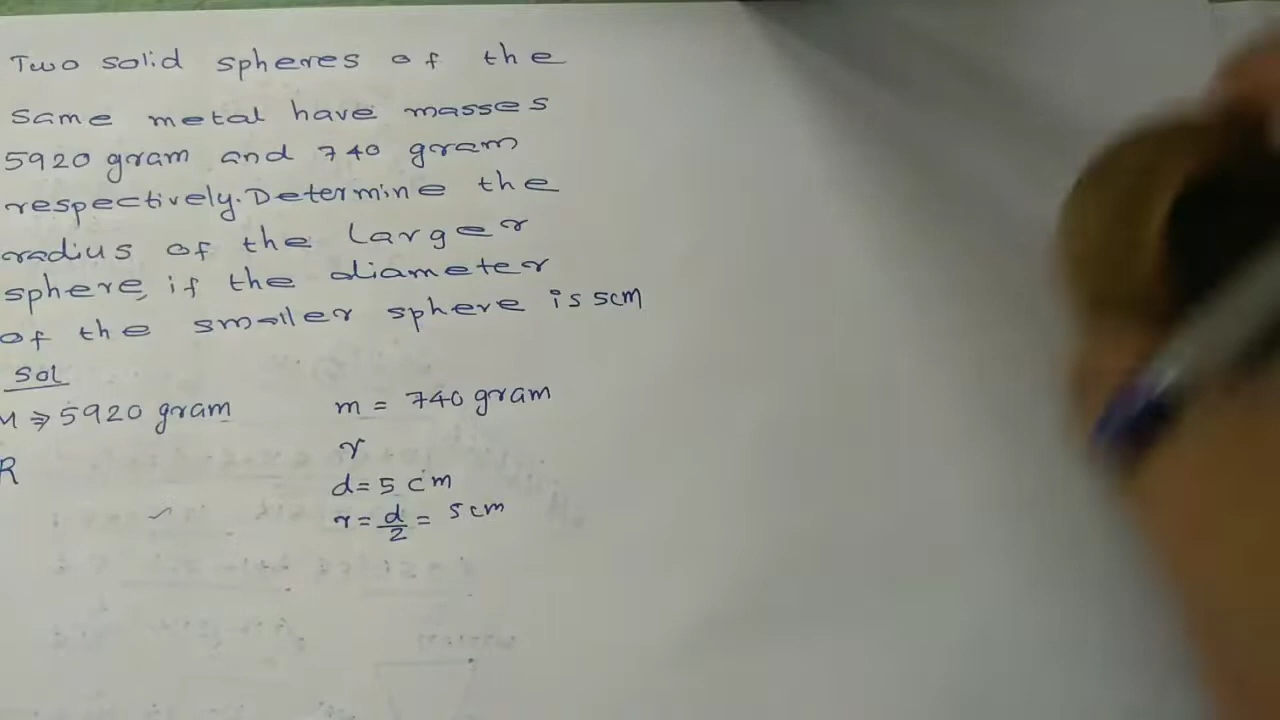 Two solid spheres of the
same metal have masses
5920 gram and 740 gram
respectively. Determine the
radius of the larger
sphere, if the diameter
of the smaller sphere is 5cm
Sol
M ⇒ 5920 gram m = 740 gram
R r
d = 5 cm
r = d/2 = 5cm